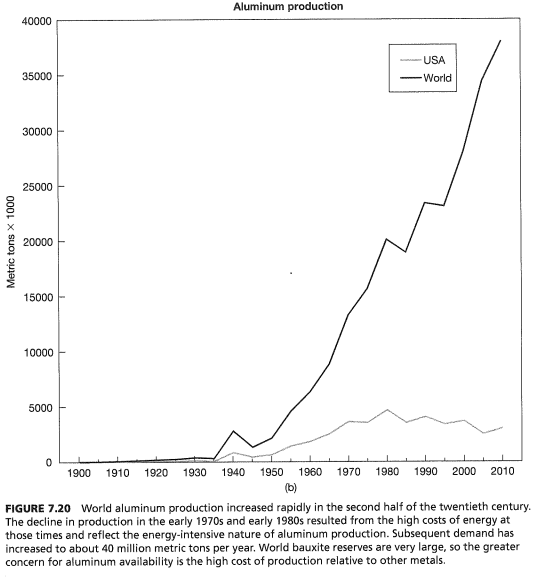 Aluminum production
40000
35000
30000
25000
20000
15000
10000
5000
0
Metric tons × 1000
USA
World
1900 1910 1920 1930 1940 1950 1960 1970 1980 1990 2000 2010
(b)
FIGURE 7.20 World aluminum production increased rapidly in the second half of the twentieth century.
The decline in production in the early 1970s and early 1980s resulted from the high costs of energy at
those times and reflect the energy-intensive nature of aluminum production. Subsequent demand has
increased to about 40 million metric tons per year. World bauxite reserves are very large, so the greater
concern for aluminum availability is the high cost of production relative to other metals.